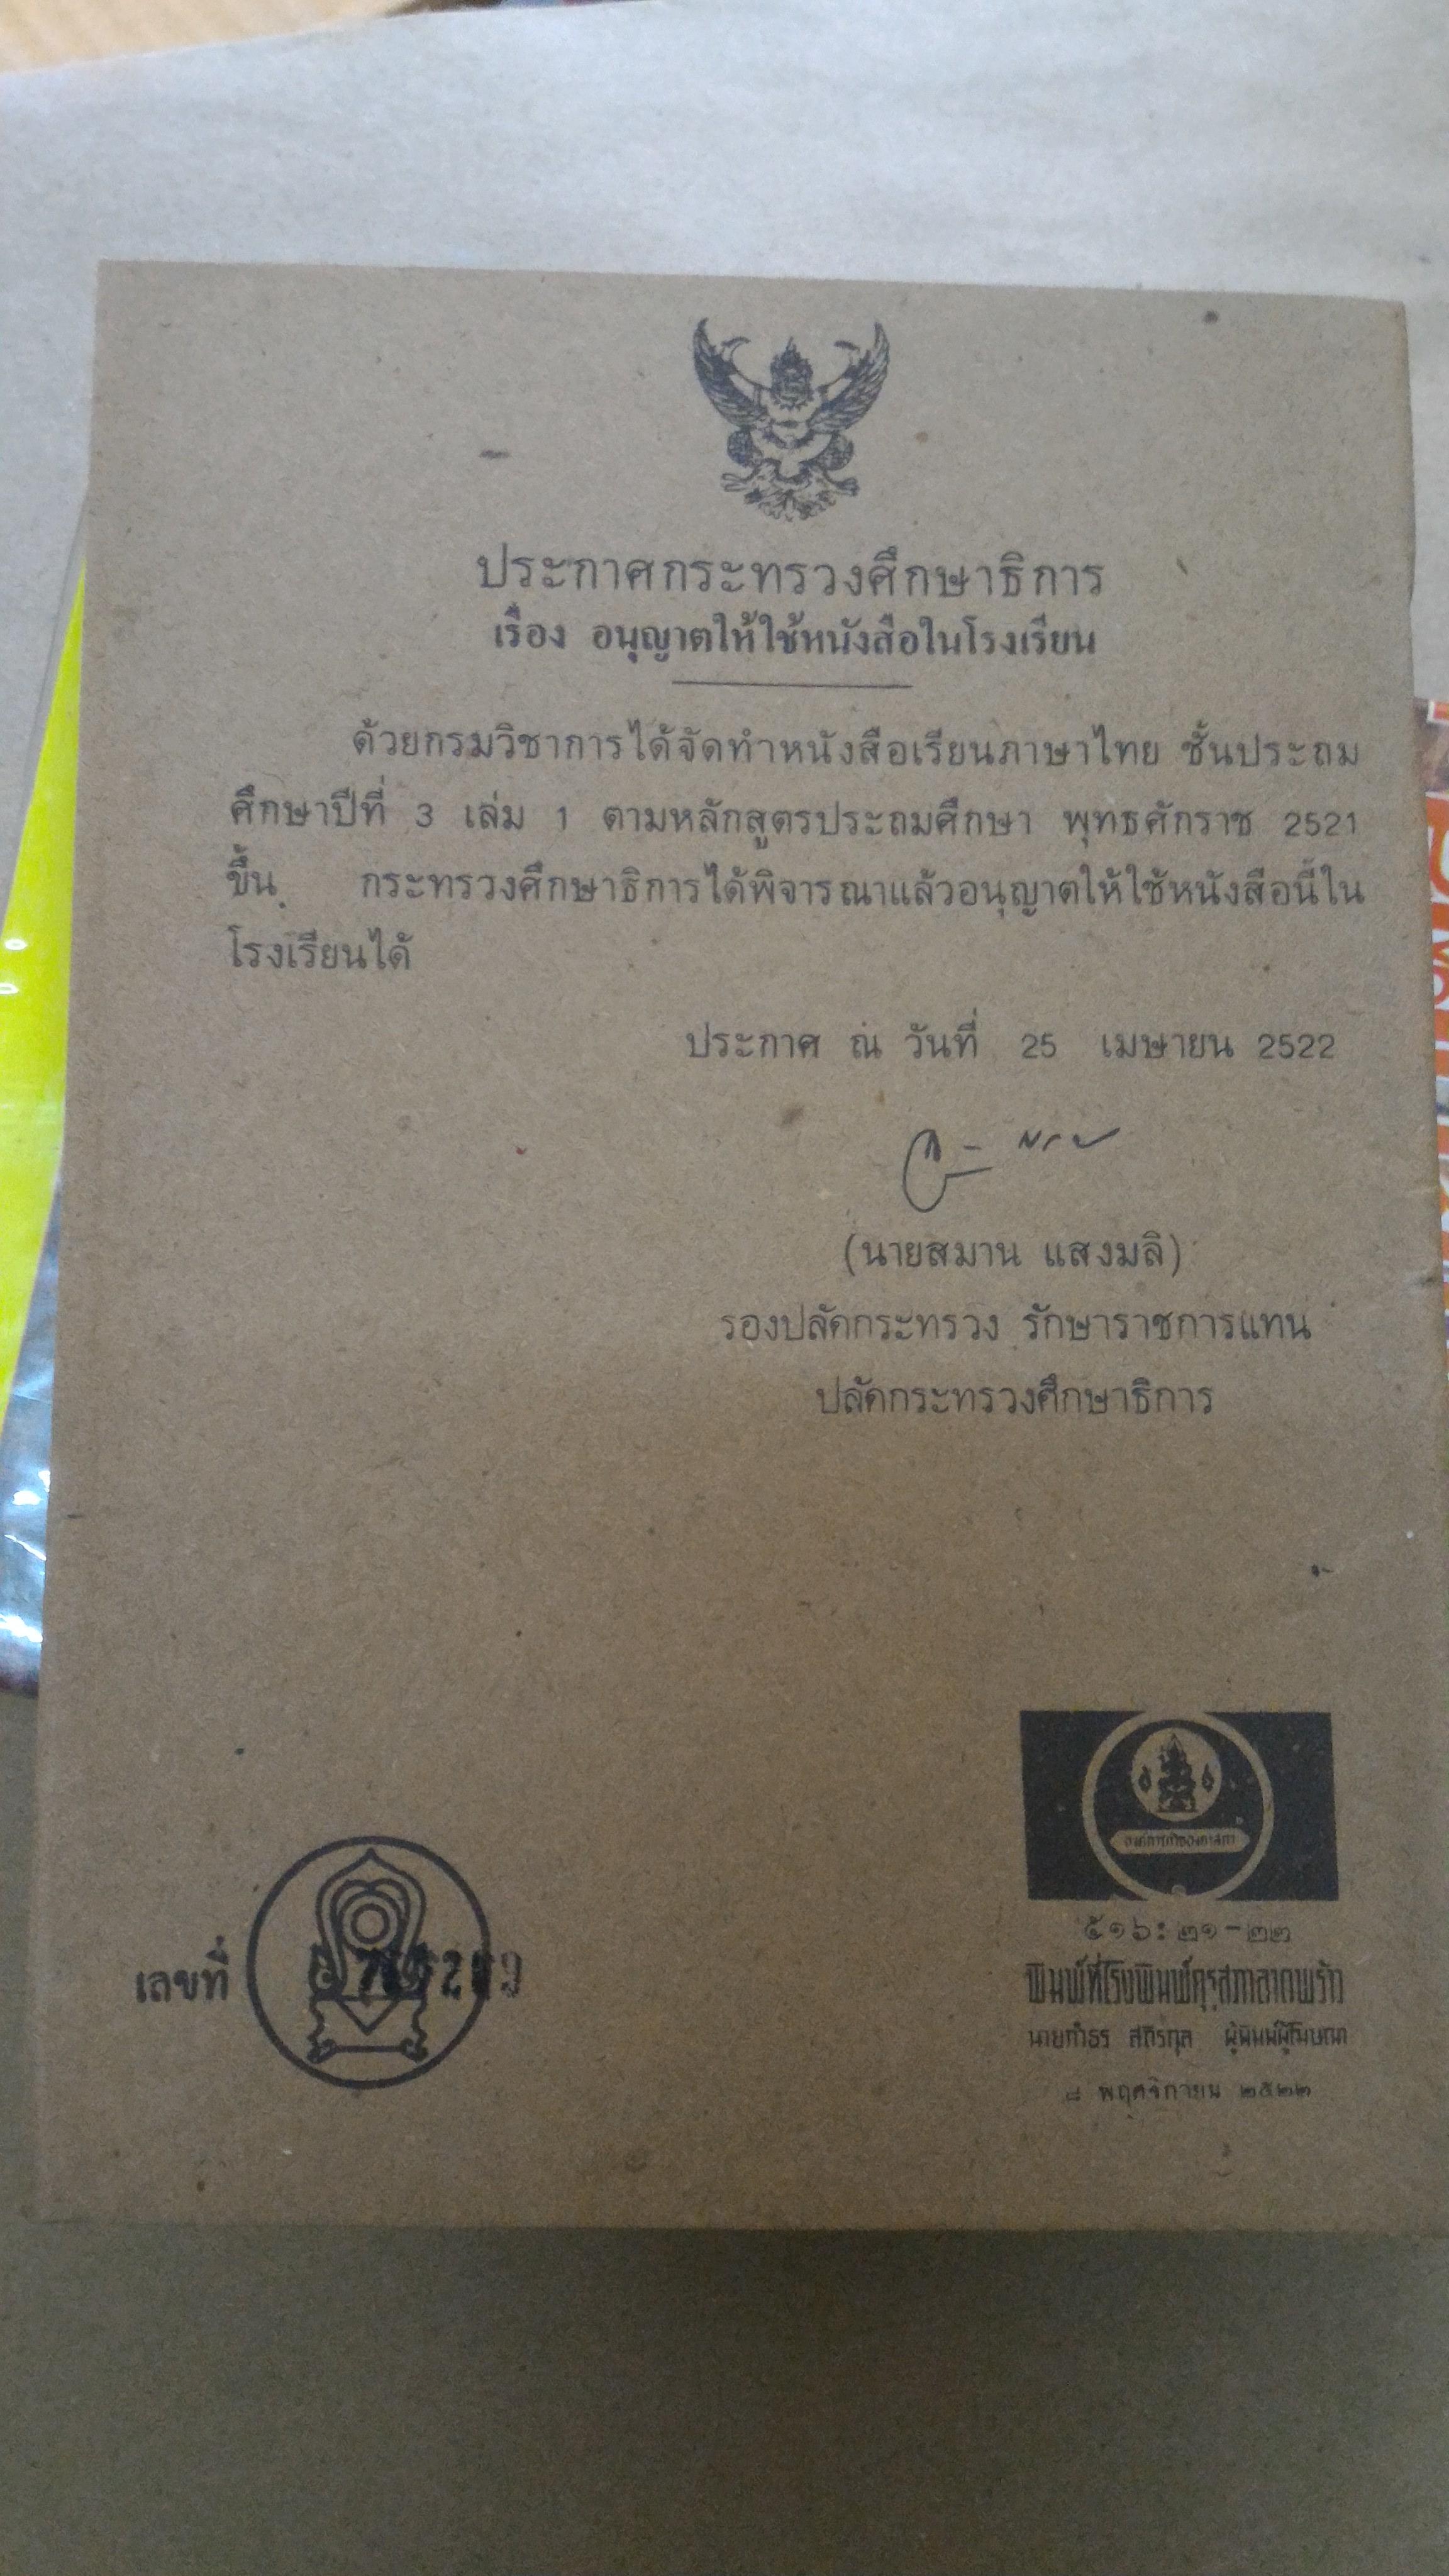 ประกาศกระทรวงศึกษาธิการ
เรื่อง อนุญาตให้ใช้หนังสือในโรงเรียน
ด้วยกรมวิชาการได้จัดทำหนังสือเรียนภาษาไทย ชั้นประถม
ศึกษาปีที่ 3 เล่ม 1 ตามหลักสูตรประถมศึกษา พุทธศักราช 2521
ขึ้น กระทรวงศึกษาธิการได้พิจารณาแล้วอนุญาตให้ใช้หนังสือนี้ใน
โรงเรียนได้
ประกาศ ณ วันที่ 25 เมษายน 2522
(นายสมาน แสงมลิ)
รองปลัดกระทรวง รักษาราชการแทน
ปลัดกระทรวงศึกษาธิการ
องค์การค้าของคุรุสภา
๕๑๖:๒๑-๒๒
พิมพ์ที่โรงพิมพ์คุรุสภาลาดพร้าว
นายกำธร สถิรกุล ผู้พิมพ์ผู้โฆษณา
๘ พฤศจิกายน ๒๕๒๒
เลขที่